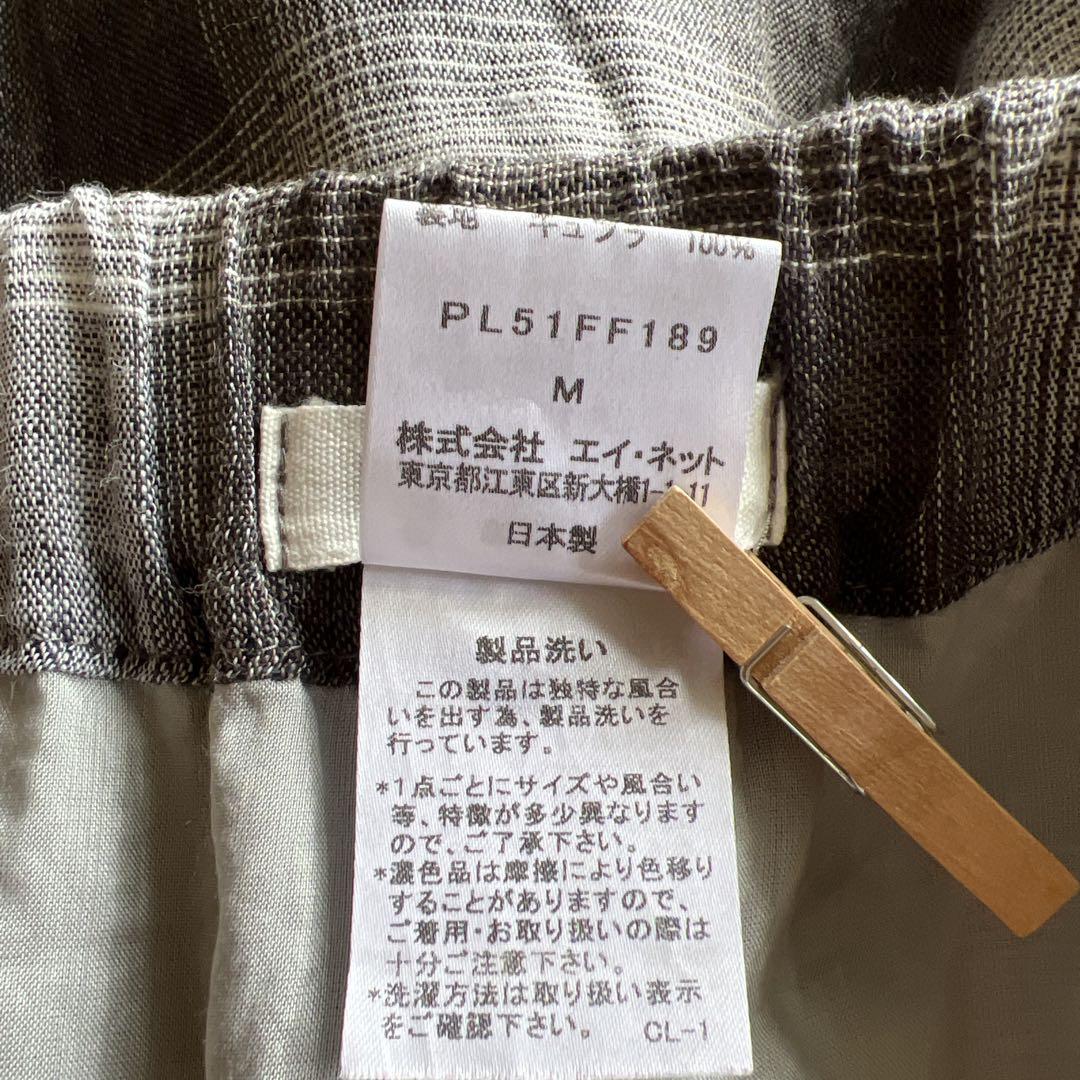 キュプラ 100%
PL51FF189
M
株式会社 エイ・ネット
東京都江東区新大橋1-1-11
日本製
製品洗い
この製品は独特な風合
いを出す為、製品洗いを
行っています。
*1点ごとにサイズや風合い
等、特徴が多少異なります
ので、ご了承下さい。
*濃色品は摩擦により色移り
することがありますので、
ご着用・お取り扱いの際は
十分ご注意下さい。
*洗濯方法は取り扱い表示
をご確認下さい。 CL-1